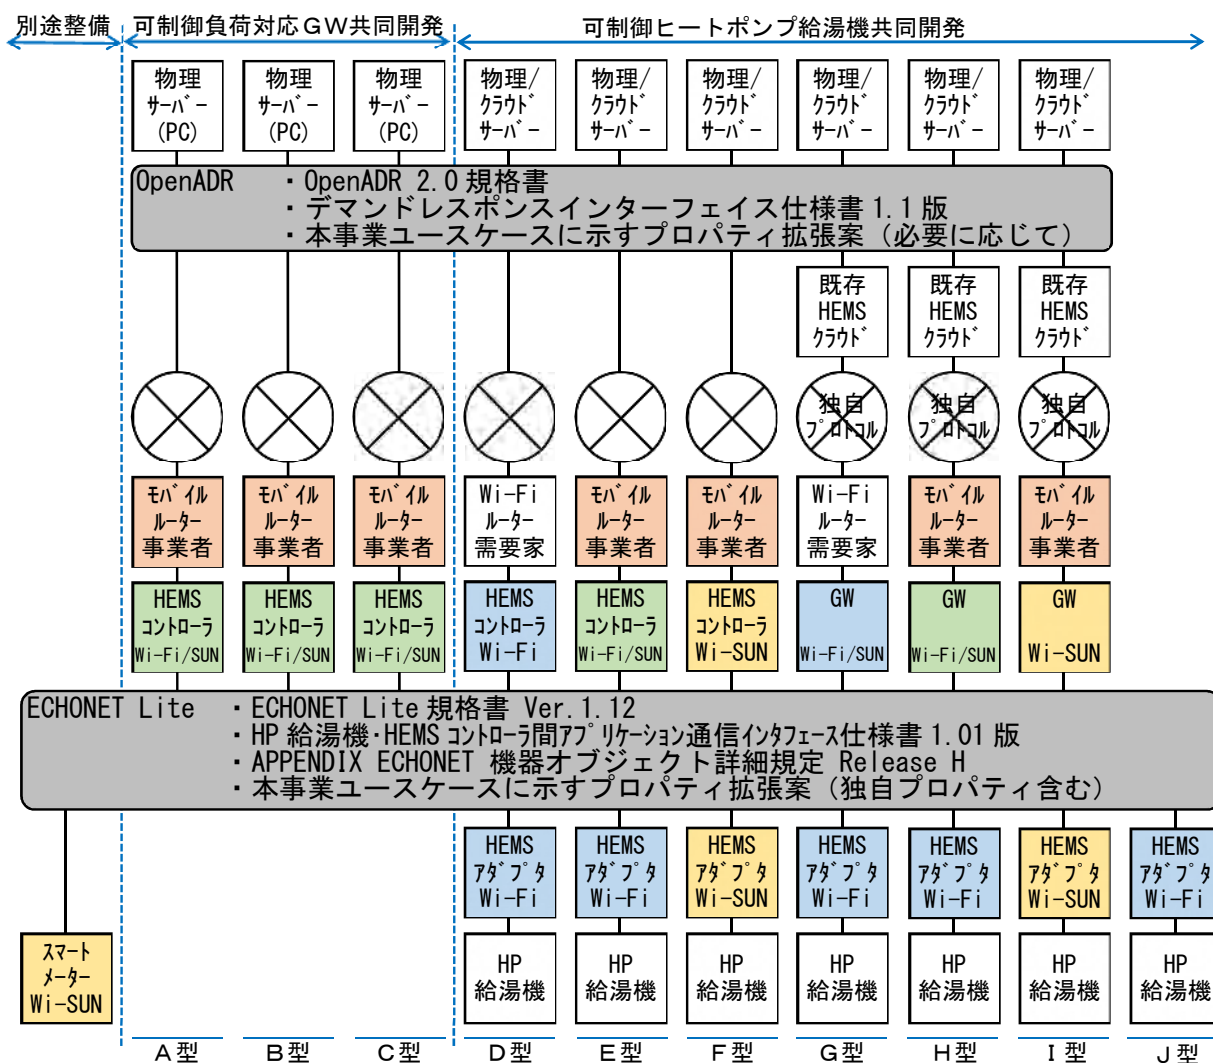 別途整備
可制御負荷対応ＧＷ共同開発
可制御ヒートポンプ給湯機共同開発
物理
ｻｰﾊﾞｰ
(PC)
物理
ｻｰﾊﾞｰ
(PC)
物理
ｻｰﾊﾞｰ
(PC)
物理/
ｸﾗｳﾄﾞ
ｻｰﾊﾞｰ
物理/
ｸﾗｳﾄﾞ
ｻｰﾊﾞｰ
物理/
ｸﾗｳﾄﾞ
ｻｰﾊﾞｰ
物理/
ｸﾗｳﾄﾞ
ｻｰﾊﾞｰ
物理/
ｸﾗｳﾄﾞ
ｻｰﾊﾞｰ
物理/
ｸﾗｳﾄﾞ
ｻｰﾊﾞｰ
OpenADR ・OpenADR 2.0 規格書
・デマンドレスポンスインターフェイス仕様書 1.1 版
・本事業ユースケースに示すプロパティ拡張案（必要に応じて）
既存
HEMS
ｸﾗｳﾄﾞ
既存
HEMS
ｸﾗｳﾄﾞ
既存
HEMS
ｸﾗｳﾄﾞ
独自
ﾌﾟﾛﾄｺﾙ
独自
ﾌﾟﾛﾄｺﾙ
独自
ﾌﾟﾛﾄｺﾙ
ﾓﾊﾞｲﾙ
ﾙｰﾀｰ
事業者
ﾓﾊﾞｲﾙ
ﾙｰﾀｰ
事業者
ﾓﾊﾞｲﾙ
ﾙｰﾀｰ
事業者
Wi-Fi
ﾙｰﾀｰ
需要家
ﾓﾊﾞｲﾙ
ﾙｰﾀｰ
事業者
ﾓﾊﾞｲﾙ
ﾙｰﾀｰ
事業者
Wi-Fi
ﾙｰﾀｰ
需要家
ﾓﾊﾞｲﾙ
ﾙｰﾀｰ
事業者
ﾓﾊﾞｲﾙ
ﾙｰﾀｰ
事業者
HEMS
ｺﾝﾄﾛｰﾗ
Wi-Fi/SUN
HEMS
ｺﾝﾄﾛｰﾗ
Wi-Fi/SUN
HEMS
ｺﾝﾄﾛｰﾗ
Wi-Fi/SUN
HEMS
ｺﾝﾄﾛｰﾗ
Wi-Fi
HEMS
ｺﾝﾄﾛｰﾗ
Wi-Fi/SUN
HEMS
ｺﾝﾄﾛｰﾗ
Wi-SUN
GW
Wi-Fi/SUN
GW
Wi-Fi/SUN
GW
Wi-SUN
ECHONET Lite ・ECHONET Lite 規格書 Ver.1.12
・HP 給湯機・HEMS ｺﾝﾄﾛｰﾗ間ｱﾌﾟﾘｹｰｼｮﾝ通信ｲﾝﾀﾌｪｰｽ仕様書 1.01 版
・APPENDIX ECHONET 機器オブジェクト詳細規定 Release H
・本事業ユースケースに示すプロパティ拡張案（独自プロパティ含む）
HEMS
ｱﾀﾞﾌﾟﾀ
Wi-Fi
HEMS
ｱﾀﾞﾌﾟﾀ
Wi-Fi
HEMS
ｱﾀﾞﾌﾟﾀ
Wi-SUN
HEMS
ｱﾀﾞﾌﾟﾀ
Wi-Fi
HEMS
ｱﾀﾞﾌﾟﾀ
Wi-Fi
HEMS
ｱﾀﾞﾌﾟﾀ
Wi-SUN
HEMS
ｱﾀﾞﾌﾟﾀ
Wi-Fi
ｽﾏｰﾄ
ﾒｰﾀｰ
Wi-SUN
HP
給湯機
HP
給湯機
HP
給湯機
HP
給湯機
HP
給湯機
HP
給湯機
HP
給湯機
Ａ型
Ｂ型
Ｃ型
Ｄ型
Ｅ型
Ｆ型
Ｇ型
Ｈ型
Ｉ型
Ｊ型